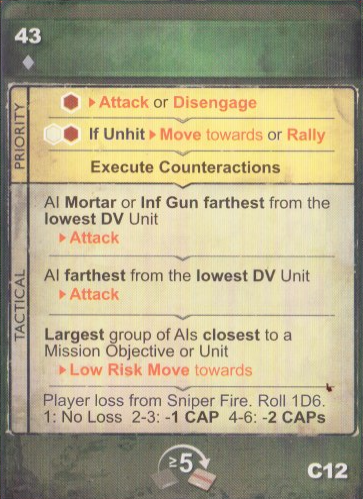 43
PRIORITY
▸Attack or Disengage
If Unhit ▸Move towards or Rally
Execute Counteractions
TACTICAL
AI Mortar or Inf Gun farthest from the
lowest DV Unit
▸Attack
AI farthest from the lowest DV Unit
▸Attack
Largest group of AIs closest to a
Mission Objective or Unit
▸Low Risk Move towards
Player loss from Sniper Fire. Roll 1D6.
1: No Loss 2-3: -1 CAP 4-6: -2 CAPs
≥5
C12